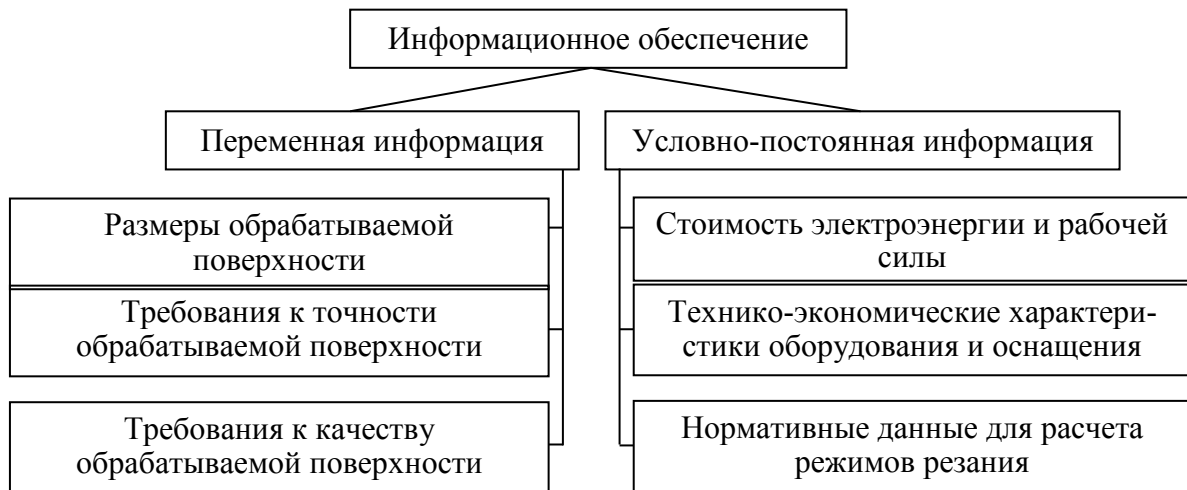 Информационное обеспечение
Переменная информация
Условно-постоянная информация
Размеры обрабатываемой
поверхности
Требования к точности
обрабатываемой поверхности
Требования к качеству
обрабатываемой поверхности
Стоимость электроэнергии и рабочей
силы
Технико-экономические характери-
стики оборудования и оснащения
Нормативные данные для расчета
режимов резания